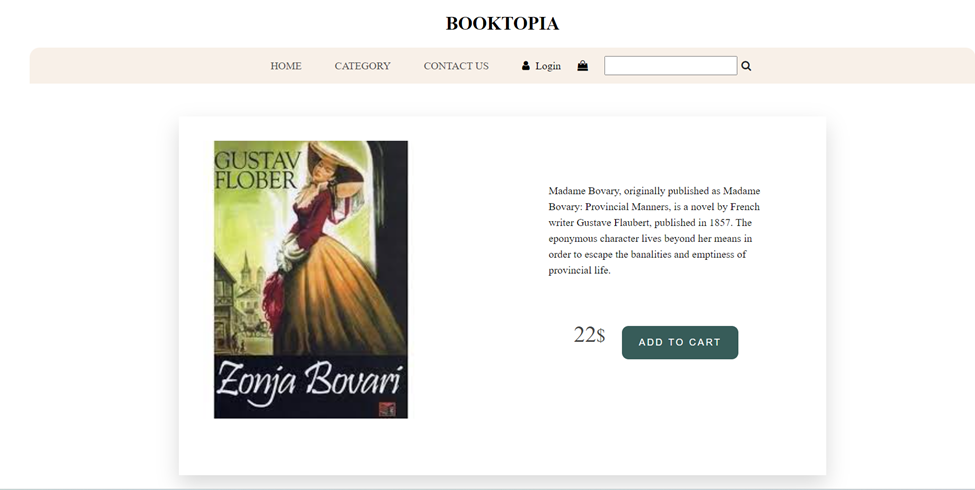 BOOKTOPIA
HOME CATEGORY CONTACT US Login
GUSTAV
FLOBER
Zonja Bovari
Madame Bovary, originally published as Madame
Bovary: Provincial Manners, is a novel by French
writer Gustave Flaubert, published in 1857. The
eponymous character lives beyond her means in
order to escape the banalities and emptiness of
provincial life.
22$ ADD TO CART